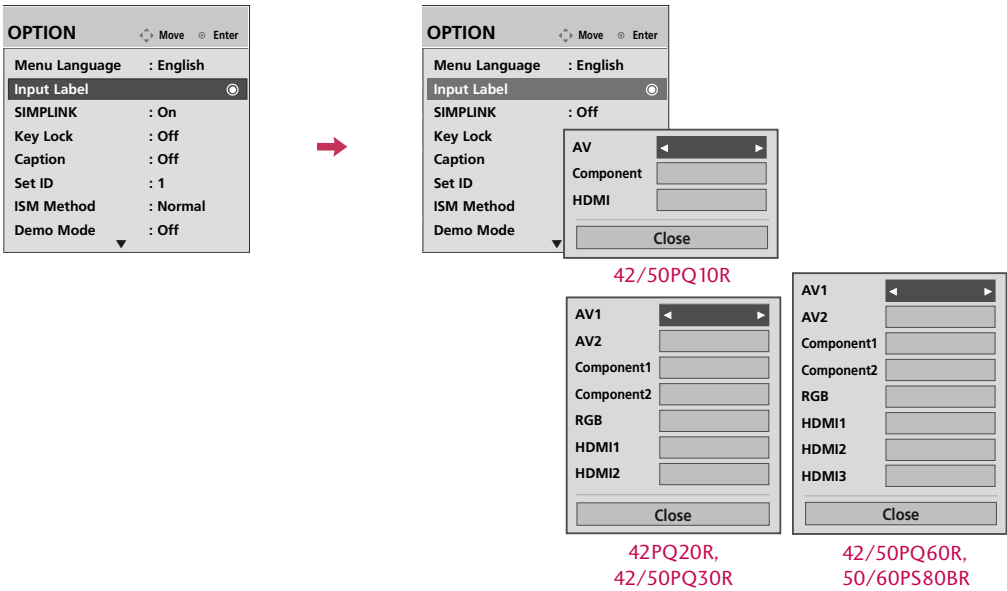 OPTION Move Enter
Menu Language : English
Input Label
SIMPLINK : On
Key Lock : Off
Caption : Off
Set ID : 1
ISM Method : Normal
Demo Mode : Off
OPTION Move Enter
Menu Language : English
Input Label
SIMPLINK : Off
Key Lock
Caption
Set ID
ISM Method
Demo Mode
AV
Component
HDMI
Close
42/50PQ10R
AV1
AV2
Component1
Component2
RGB
HDMI1
HDMI2
Close
42PQ20R,
42/50PQ30R
AV1
AV2
Component1
Component2
RGB
HDMI1
HDMI2
HDMI3
Close
42/50PQ60R,
50/60PS80BR